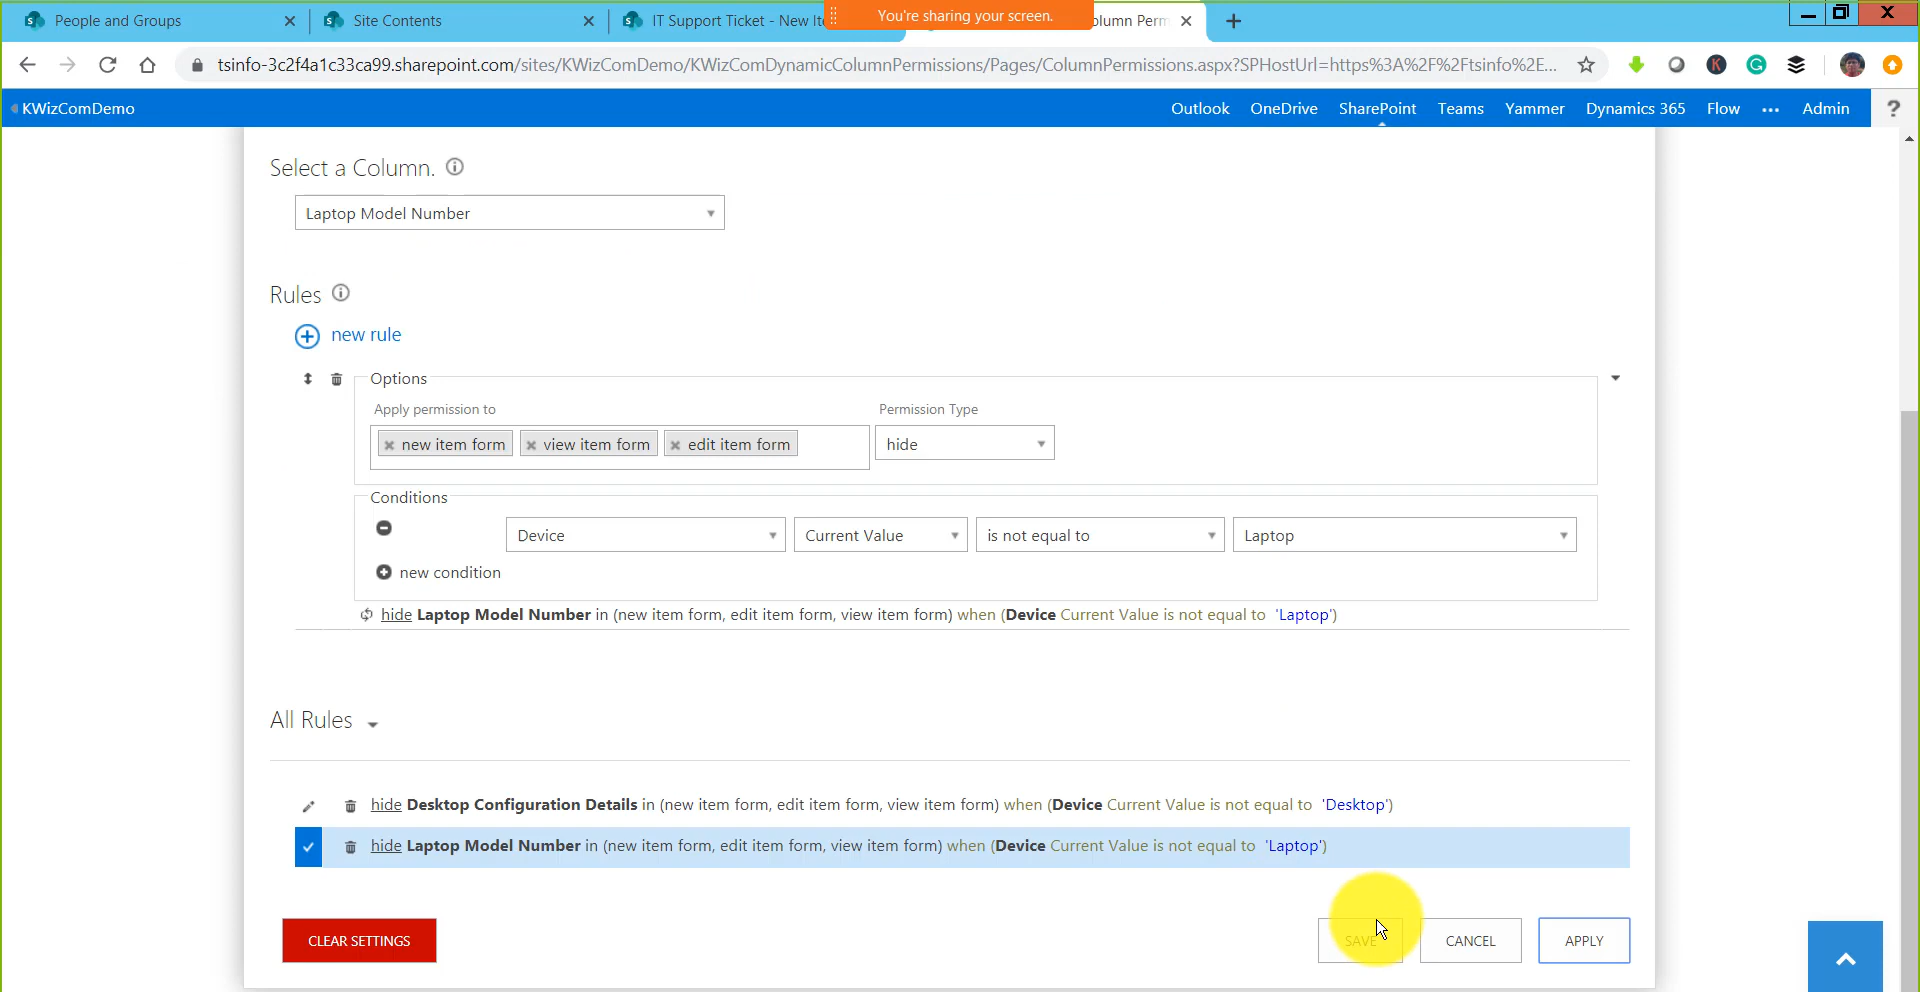 People and Groups
Site Contents
IT Support Ticket - New Ite
You're sharing your screen.
olumn Perm
tsinfo-3c2f4a1c33ca99.sharepoint.com/sites/KWizComDemo/KWizComDynamicColumnPermissions/Pages/ColumnPermissions.aspx?SPHostUrl=https%3A%2F%2Ftsinfo%2E...
KWizComDemo
Outlook OneDrive SharePoint Teams Yammer Dynamics 365 Flow ... Admin ?
Select a Column.
Laptop Model Number
Rules
new rule
Options
Apply permission to
Permission Type
new item form view item form edit item form
hide
Conditions
Device Current Value is not equal to Laptop
new condition
hide Laptop Model Number in (new item form, edit item form, view item form) when (Device Current Value is not equal to 'Laptop')
All Rules
hide Desktop Configuration Details in (new item form, edit item form, view item form) when (Device Current Value is not equal to 'Desktop')
hide Laptop Model Number in (new item form, edit item form, view item form) when (Device Current Value is not equal to 'Laptop')
CLEAR SETTINGS
SAVE
CANCEL
APPLY